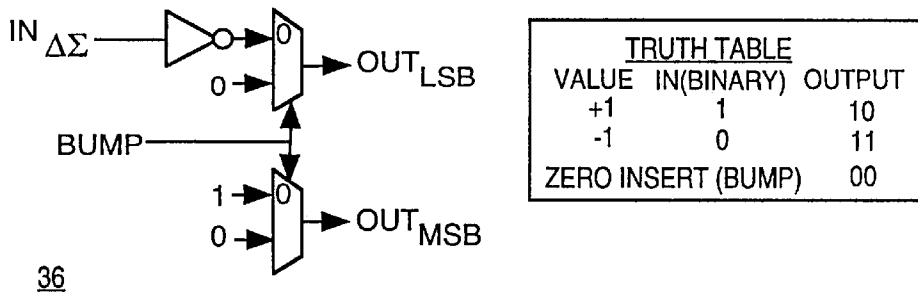 IN ΔΣ
0
0
OUT LSB
BUMP
1
0
0
OUT MSB
36
TRUTH TABLE
VALUE IN(BINARY) OUTPUT
+1 1 10
-1 0 11
ZERO INSERT (BUMP) 00